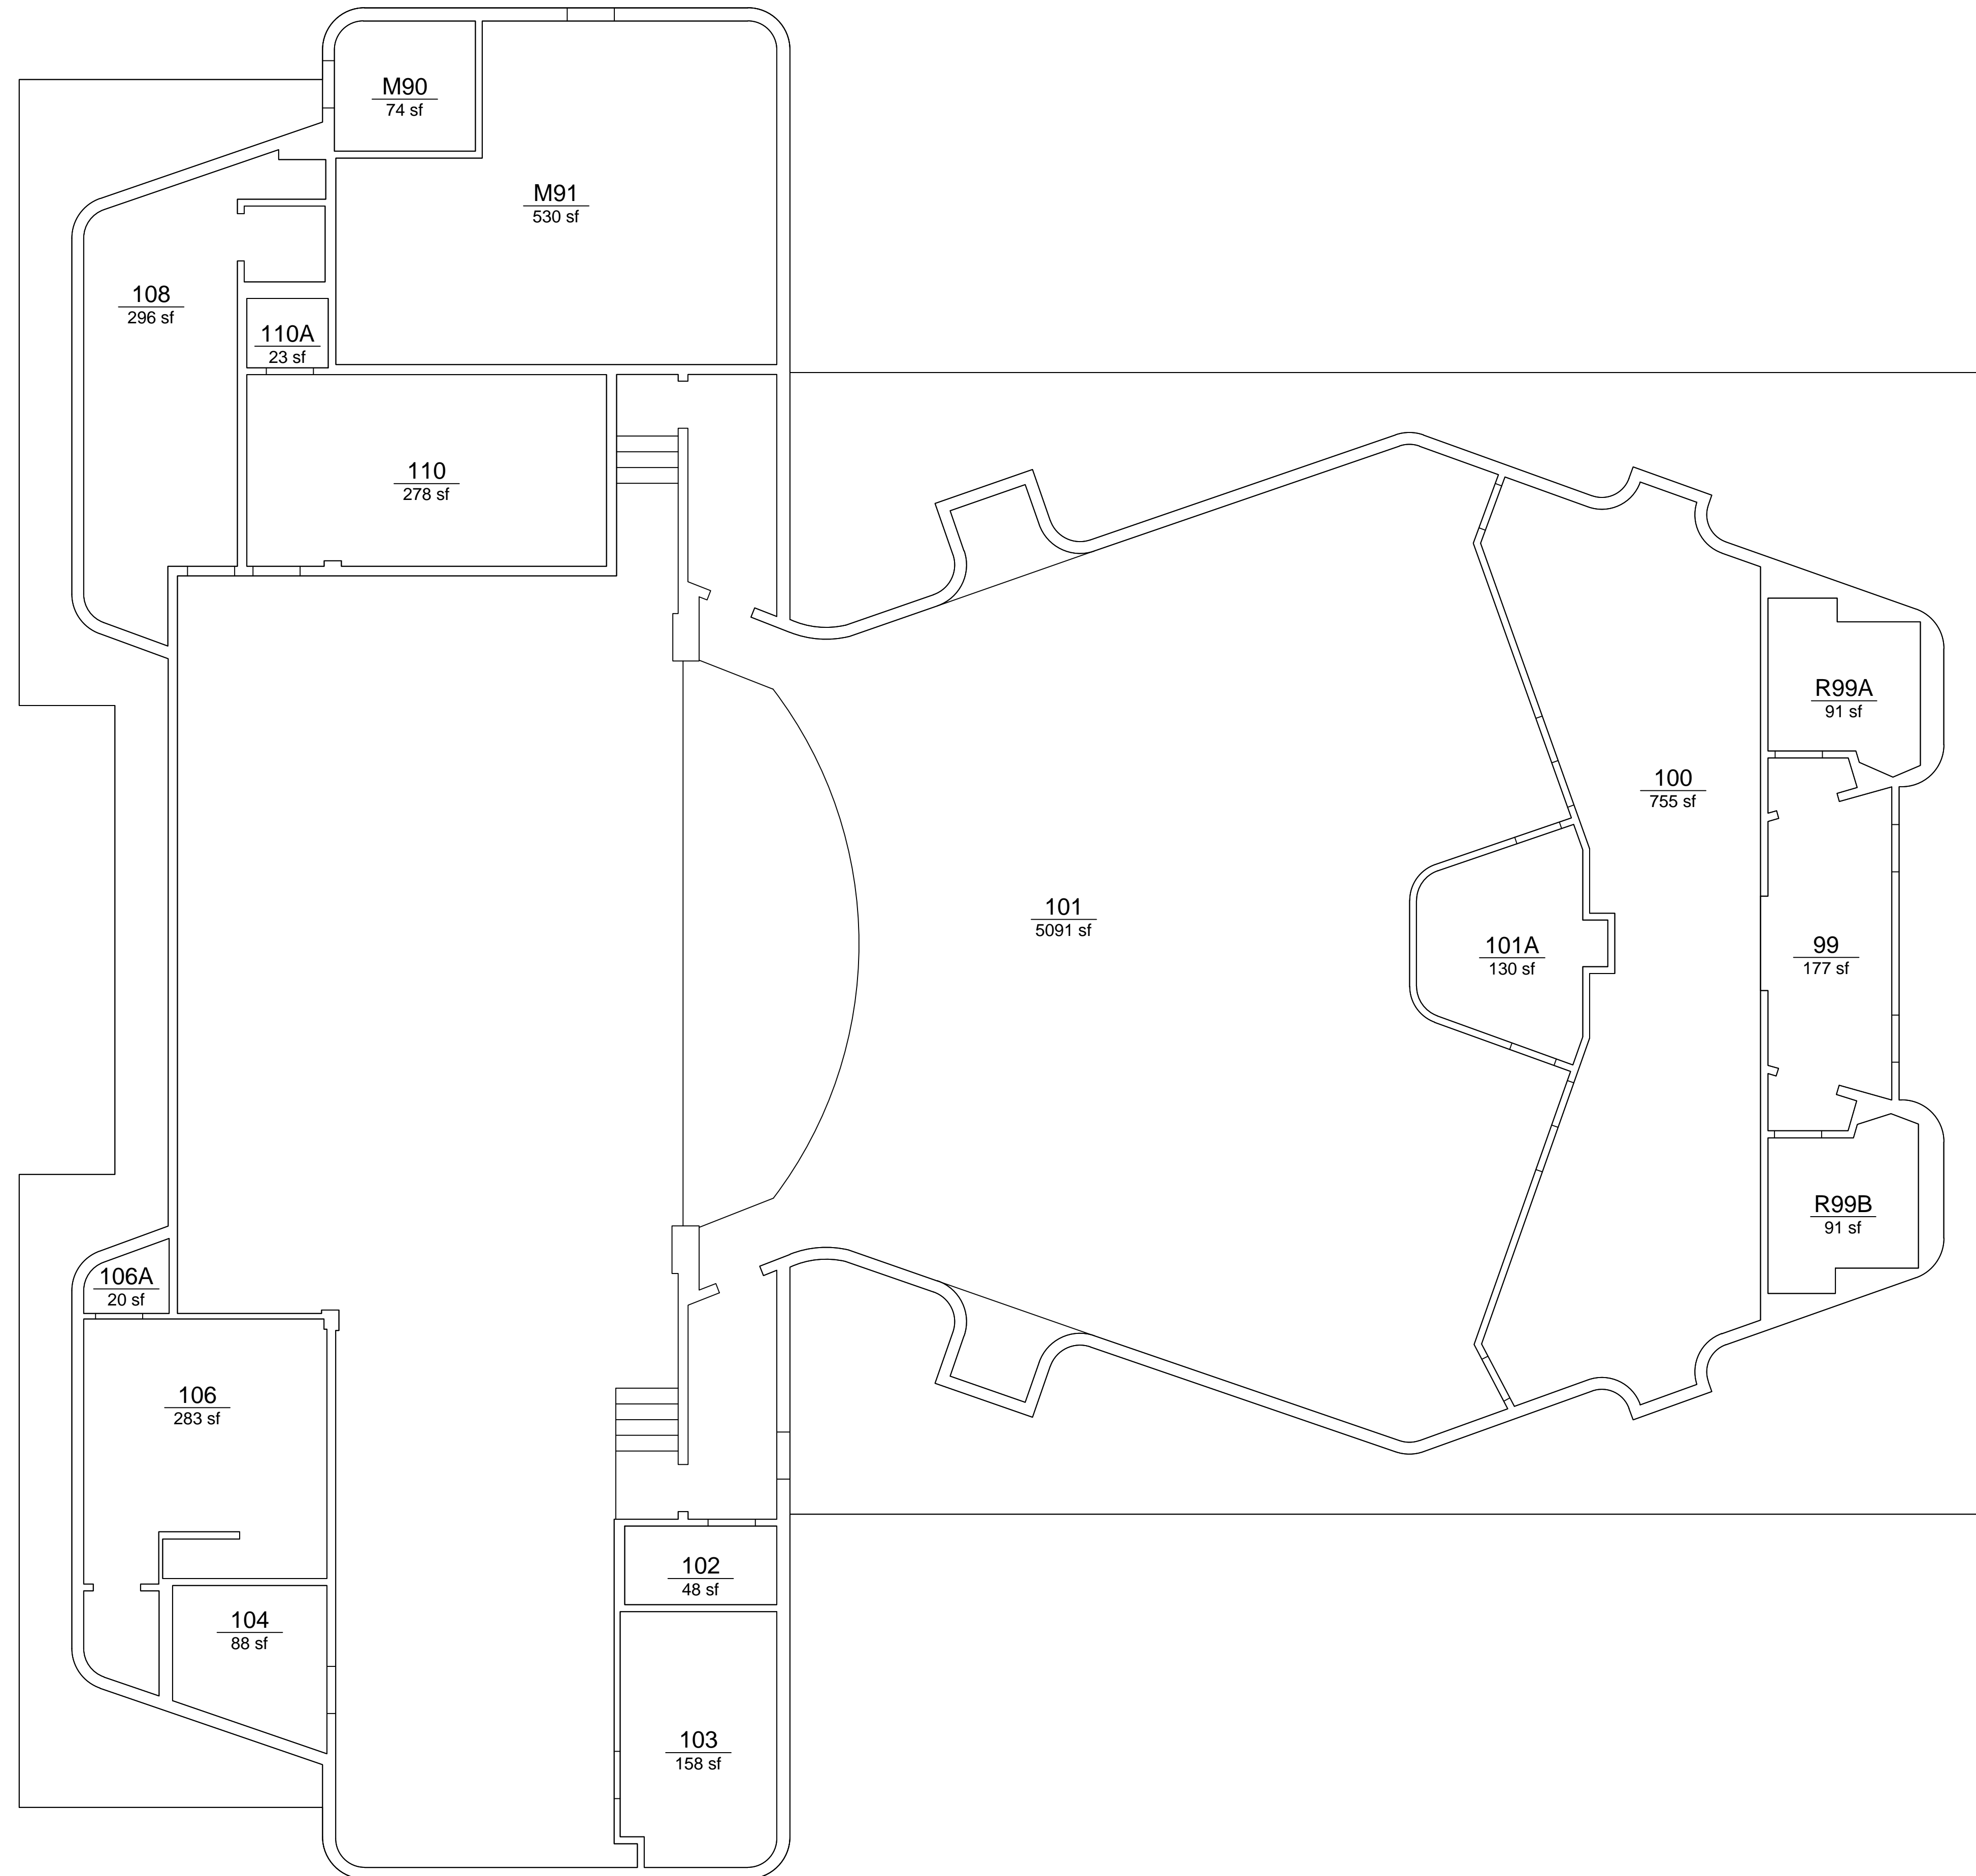 M90
74 sf
M91
530 sf
108
296 sf
110A
23 sf
110
278 sf
R99A
91 sf
100
755 sf
101
5091 sf
101A
130 sf
99
177 sf
R99B
91 sf
106A
20 sf
106
283 sf
102
48 sf
104
88 sf
103
158 sf